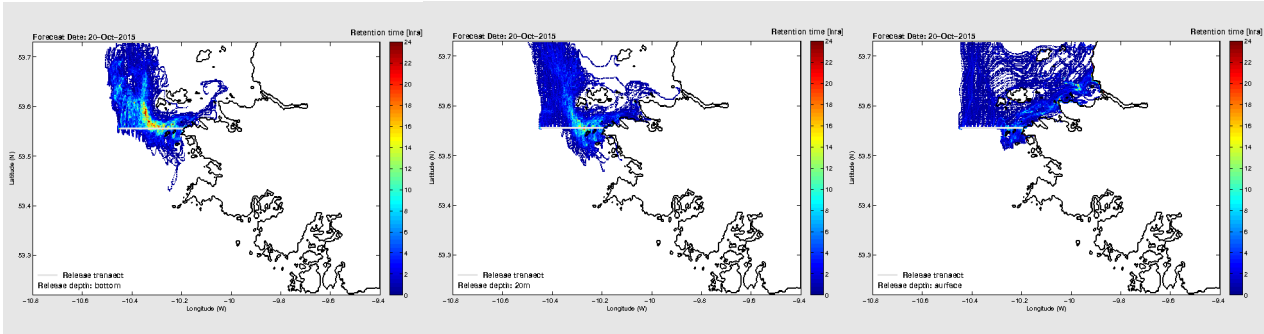 Forecast Date: 20-Oct-2015
Retention time [hrs]
53.7
53.6
53.5
53.4
53.3
Latitude (N)
Release transect
Release depth: bottom
−10.8 −10.6 −10.4 −10.2 −10 −9.8 −9.6 −9.4
Longitude (W)
24
22
20
18
16
14
12
10
8
6
4
2
0
Forecast Date: 20-Oct-2015
Retention time [hrs]
53.7
53.6
53.5
53.4
53.3
Latitude (N)
Release transect
Release depth: 20m
−10.8 −10.6 −10.4 −10.2 −10 −9.8 −9.6 −9.4
Longitude (W)
24
22
20
18
16
14
12
10
8
6
4
2
0
Forecast Date: 20-Oct-2015
Retention time [hrs]
53.7
53.6
53.5
53.4
53.3
Latitude (N)
Release transect
Release depth: surface
−10.8 −10.6 −10.4 −10.2 −10 −9.8 −9.6 −9.4
Longitude (W)
24
22
20
18
16
14
12
10
8
6
4
2
0